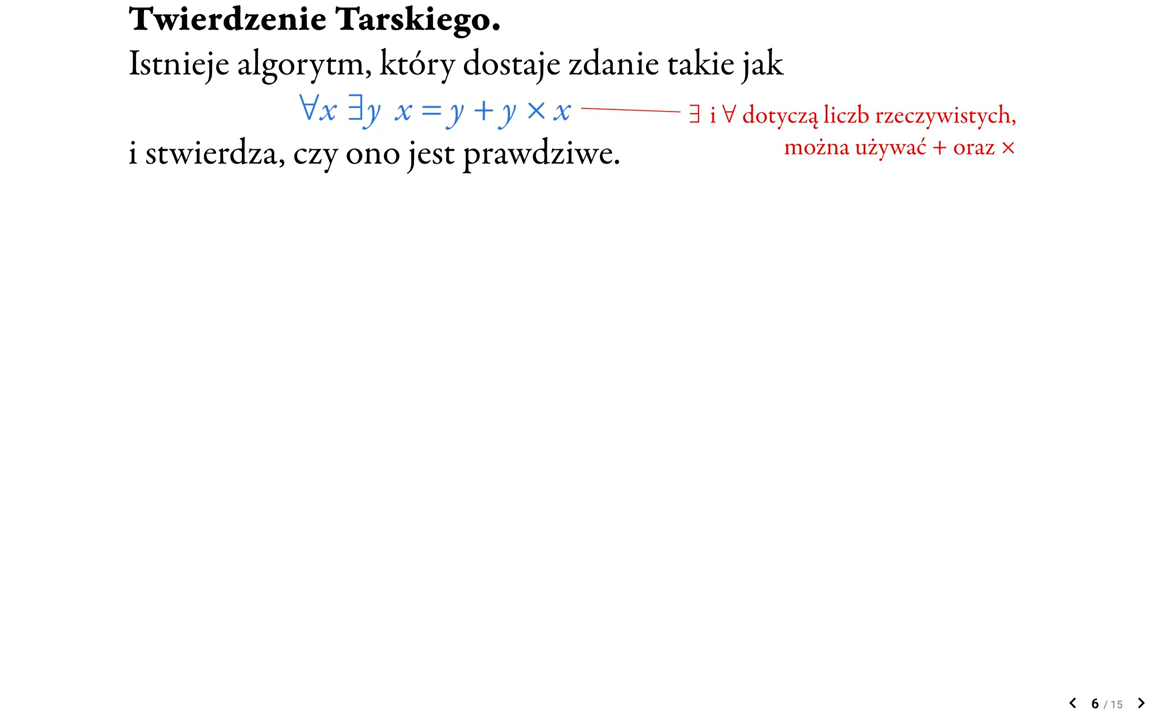 Twierdzenie Tarskiego.
Istnieje algorytm, który dostaje zdanie takie jak
∀x ∃y x = y + y × x
∃ i ∀ dotyczą liczb rzeczywistych,
można używać + oraz ×
i stwierdza, czy ono jest prawdziwe.
6 / 15